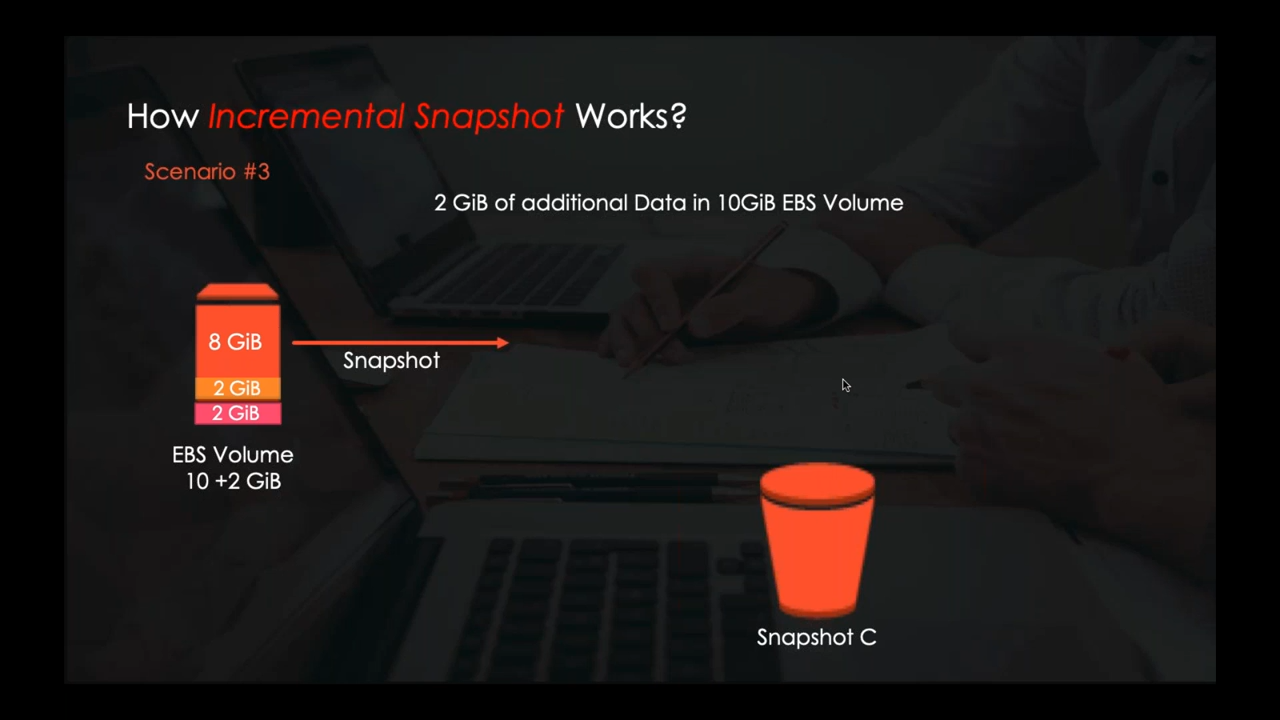 How Incremental Snapshot Works?
Scenario #3
2 GiB of additional Data in 10GiB EBS Volume
8 GiB
Snapshot
2 GiB
2 GiB
EBS Volume
10 +2 GiB
Snapshot C